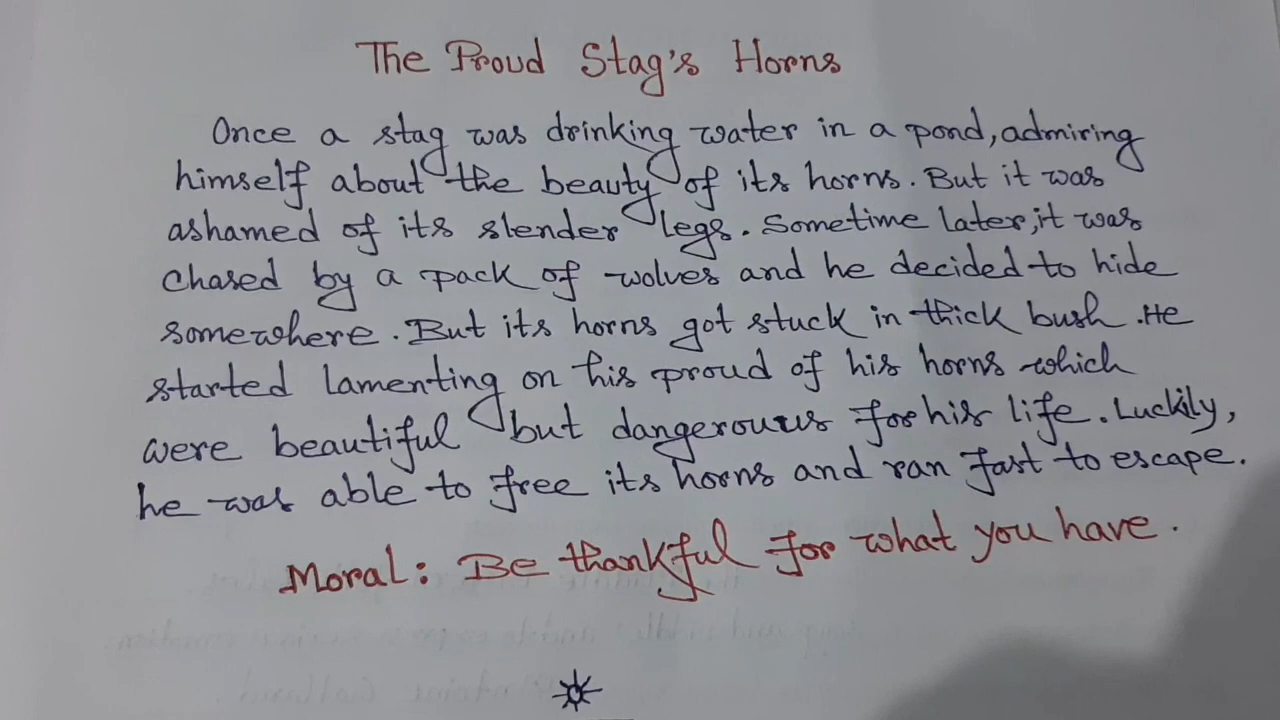 The Proud Stag's Horns
Once a stag was drinking water in a pond, admiring
himself about the beauty of its horns. But it was
ashamed of its slender legs. Sometime later, it was
chased by a pack of wolves and he decided to hide
somewhere. But its horns got stuck in thick bush. He
started lamenting on his proud of his horns which
were beautiful but dangerouus for his life. Luckily,
he was able to free its horns and ran fast to escape.
Moral: Be thankful for what you have.